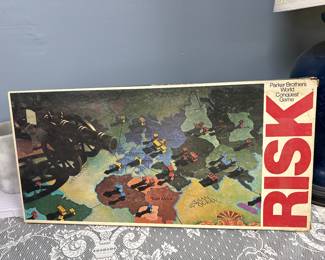 Parker Brothers
World
Conquest
Game
RISK